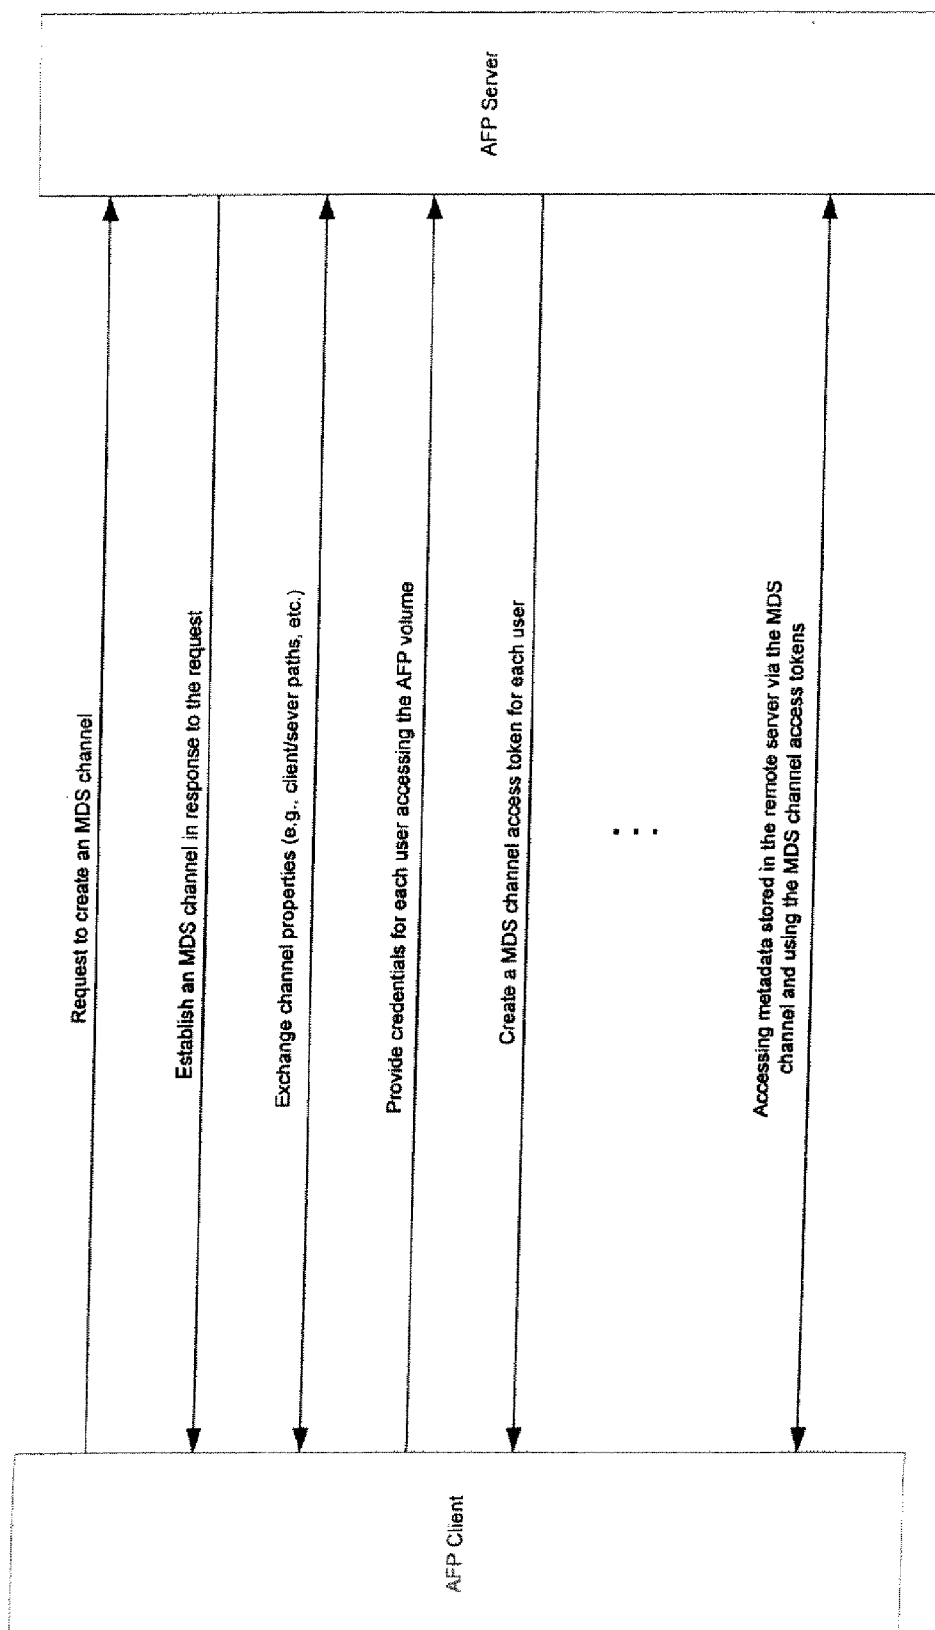 AFP Client
AFP Server
Request to create an MDS channel
Establish an MDS channel in response to the request
Exchange channel properties (e.g., client/sever paths, etc.)
Provide credentials for each user accessing the AFP volume
Create a MDS channel access token for each user
...
Accessing metadata stored in the remote server via the MDS
channel and using the MDS channel access tokens